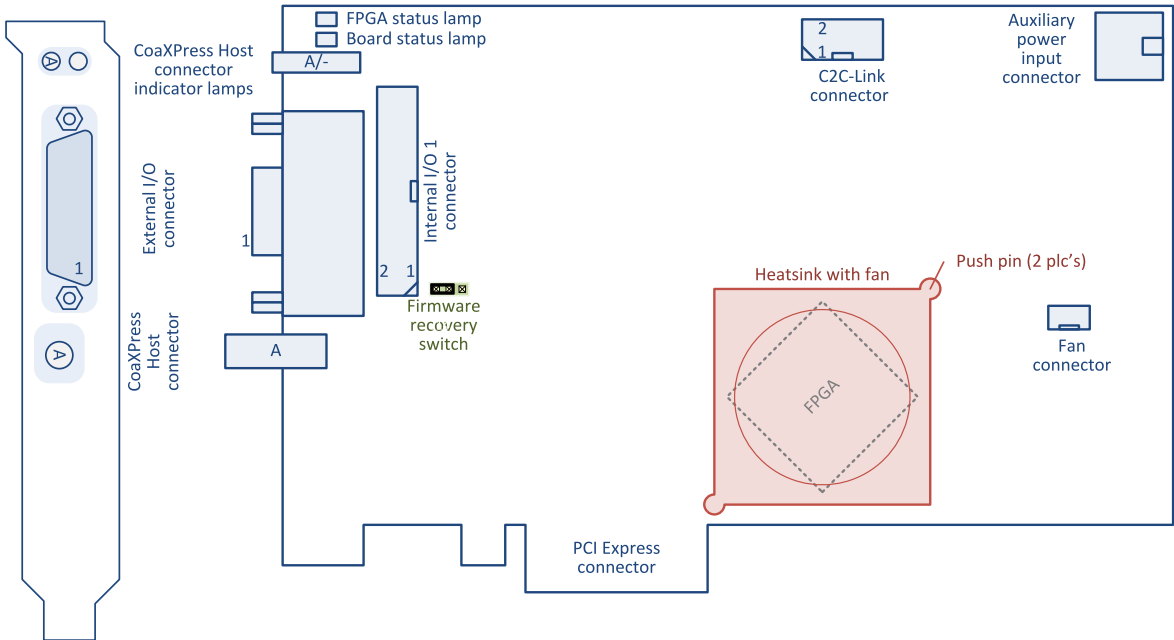 FPGA status lamp
Board status lamp
CoaXPress Host
connector
indicator lamps
A
A/-
2
1
C2C-Link
connector
Auxiliary
power
input
connector
External I/O
connector
1
1
Internal I/O 1
connector
2 1
Firmware
recovery
switch
CoaXPress
Host
connector
A
A
Heatsink with fan
Push pin (2 plc's)
FPGA
Fan
connector
PCI Express
connector